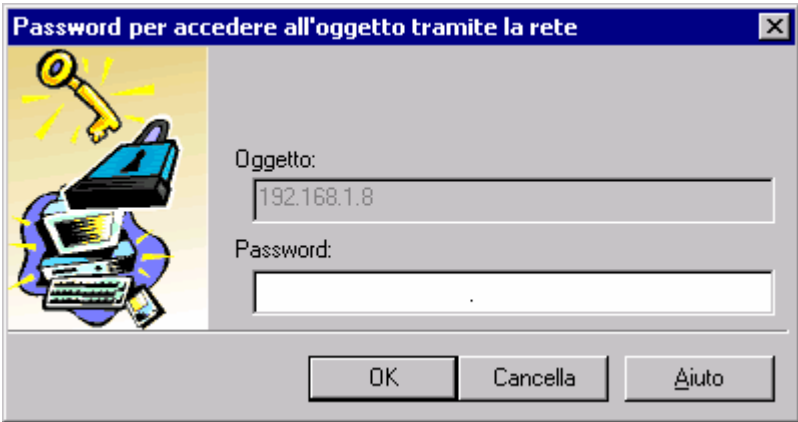 Password per accedere all'oggetto tramite la rete
Oggetto:
192.168.1.8
Password:
.
OK Cancella Aiuto